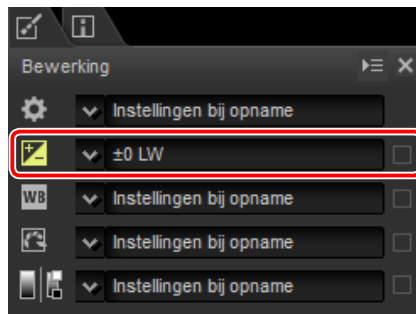 Bewerking
Instellingen bij opname
±0 LW
WB Instellingen bij opname
Instellingen bij opname
Instellingen bij opname